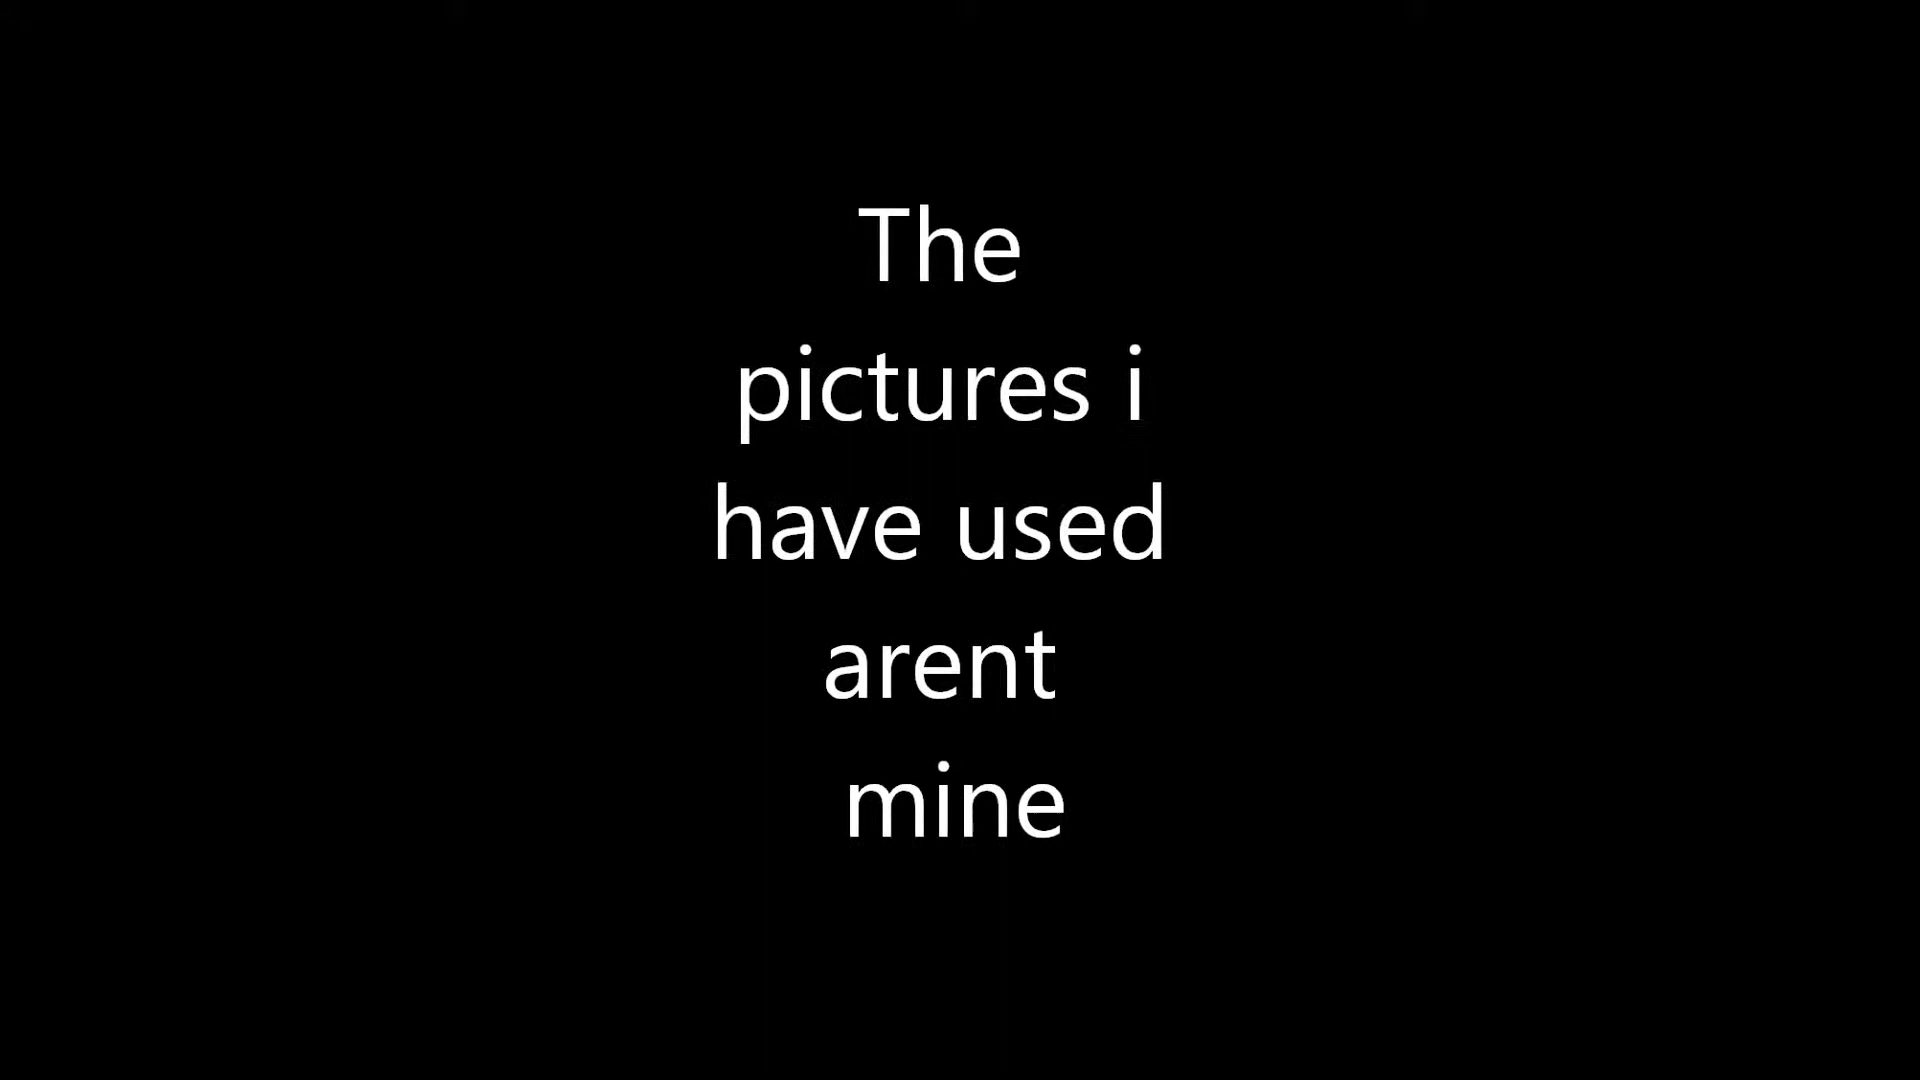 The
pictures i
have used
arent
mine